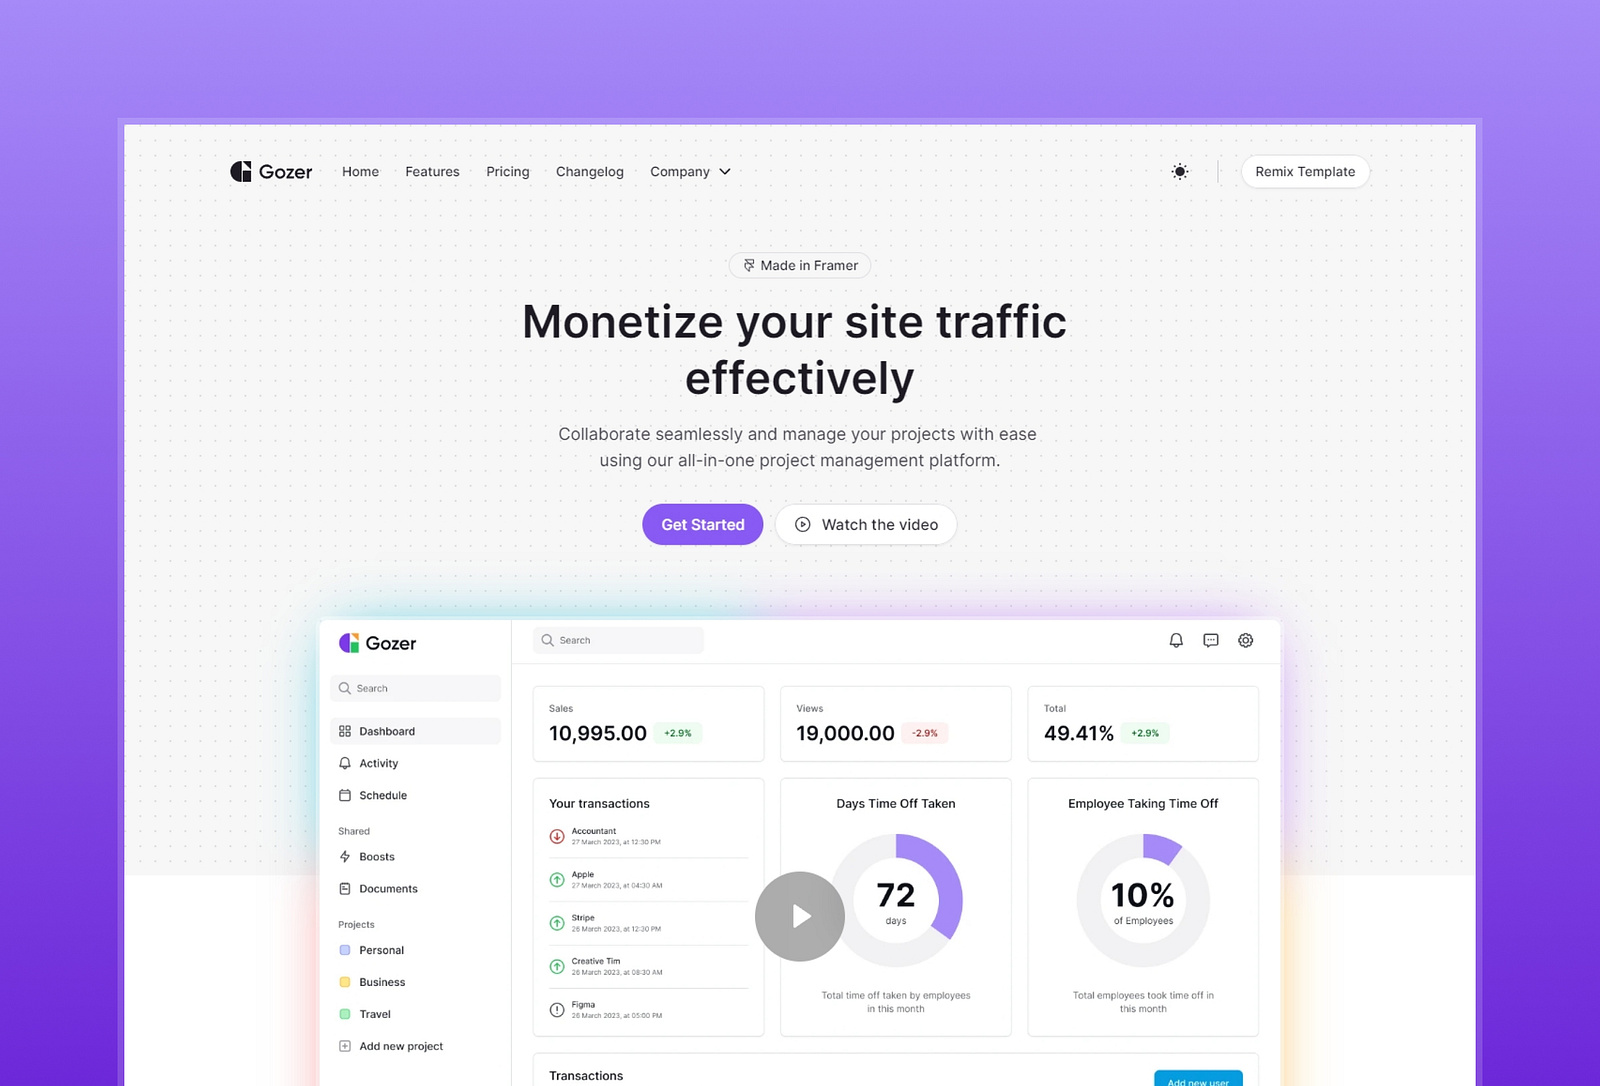 Gozer
Home
Features
Pricing
Changelog
Company
Remix Template
Made in Framer
Monetize your site traffic
effectively
Collaborate seamlessly and manage your projects with ease
using our all-in-one project management platform.
Get Started
Watch the video
Gozer
Search
Dashboard
Activity
Schedule
Shared
Boosts
Documents
Projects
Personal
Business
Travel
Add new project
Search
Sales
10,995.00
+2.9%
Views
19,000.00
-2.9%
Total
49.41%
+2.9%
Your transactions
Accountant
27 March 2023, at 12:30 PM
Apple
27 March 2023, at 04:30 AM
Stripe
26 March 2023, at 12:30 PM
Creative Tim
26 March 2023, at 08:30 AM
Figma
26 March 2023, at 05:00 PM
Days Time Off Taken
72
days
Total time off taken by employees
in this month
Employee Taking Time Off
10%
of Employees
Total employees took time off in
this month
Transactions
Add new user